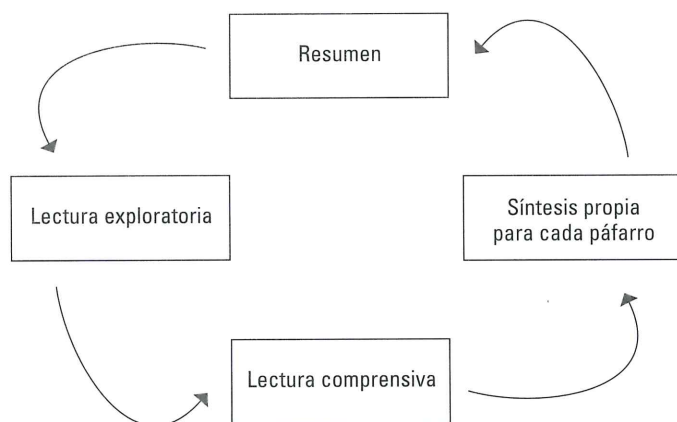 Resumen
Lectura exploratoria
Síntesis propia
para cada páfarro
Lectura comprensiva